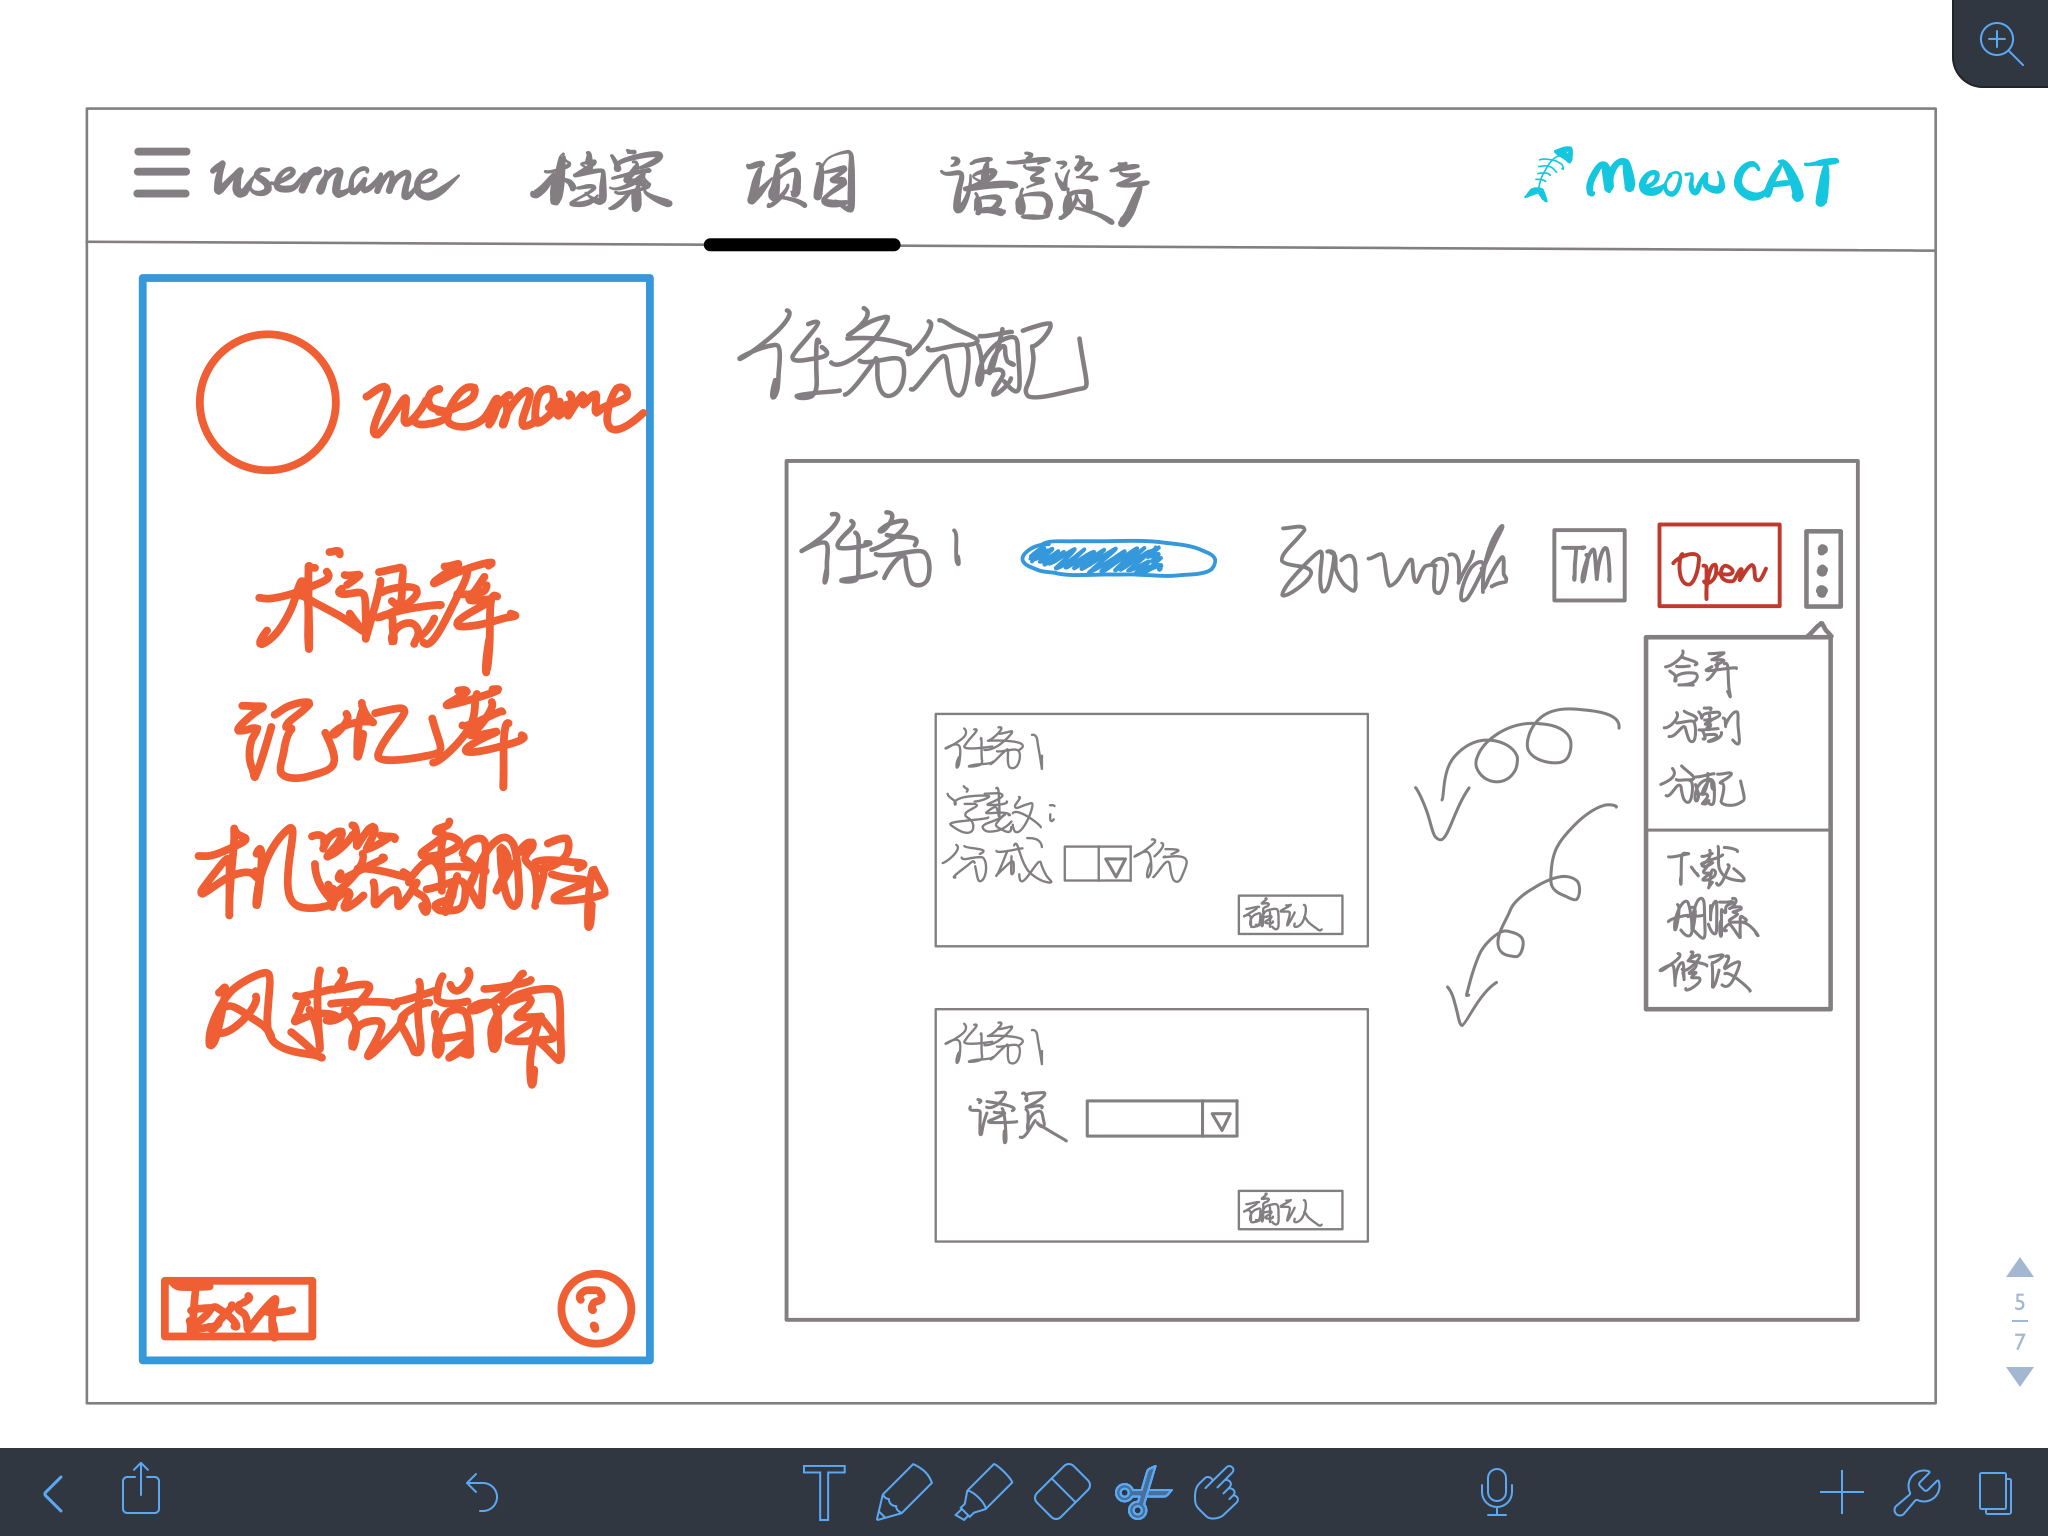 username 档案 项目 语言资产 MeowCAT
username
术语库
记忆库
机器翻译
风格指南
Exit ?
任务分配
任务1 300 words TM Open
合并
分割
分配
下载
删除
修改
任务1
字数:
分成 份
确认
任务1
译员
确认
5
7
T